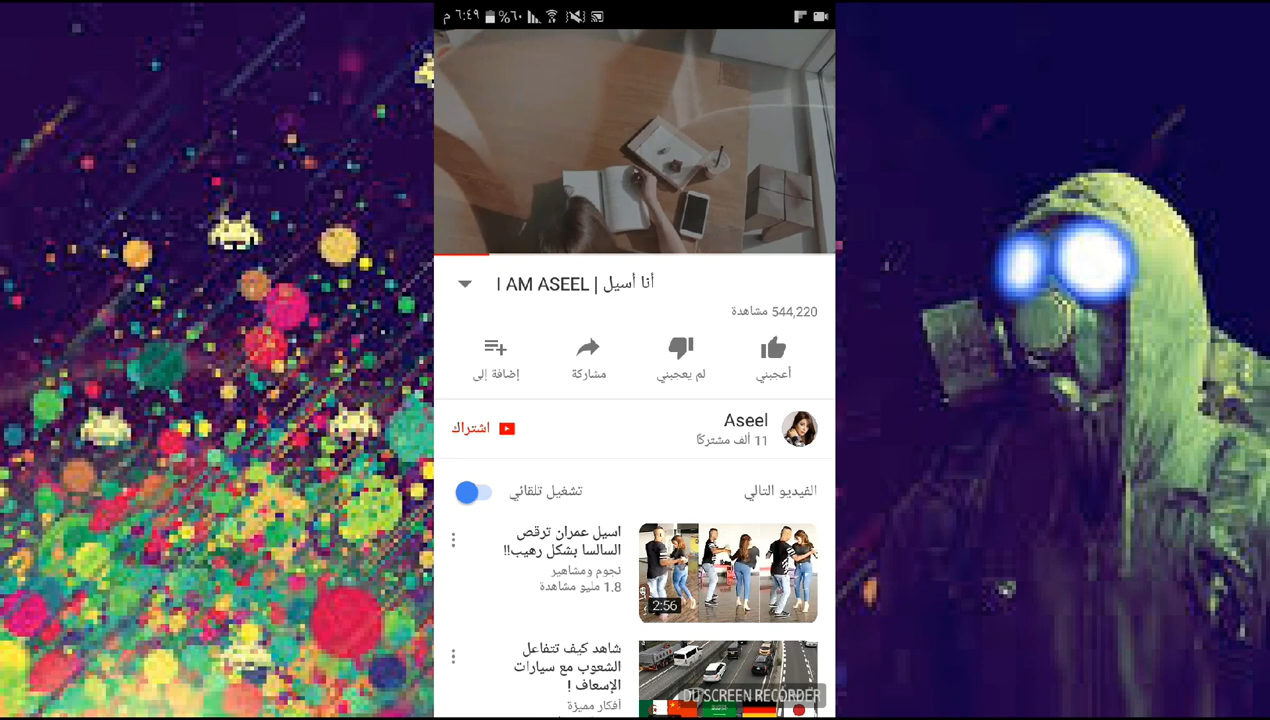 م ٦:٤٩ %٦٠
أنا أسيل | I AM ASEEL
544,220 مشاهدة
أعجبني
لم يعجبني
مشاركة
إضافة إلى
Aseel
11 ألف مشتركًا
اشتراك
الفيديو التالي
تشغيل تلقائي
اسيل عمران ترقص
السالسا بشكل رهيب!!
نجوم ومشاهير
1.8 مليو مشاهدة
2:56
شاهد كيف تتفاعل
الشعوب مع سيارات
الإسعاف !
أفكار مميزة
DU SCREEN RECORDER